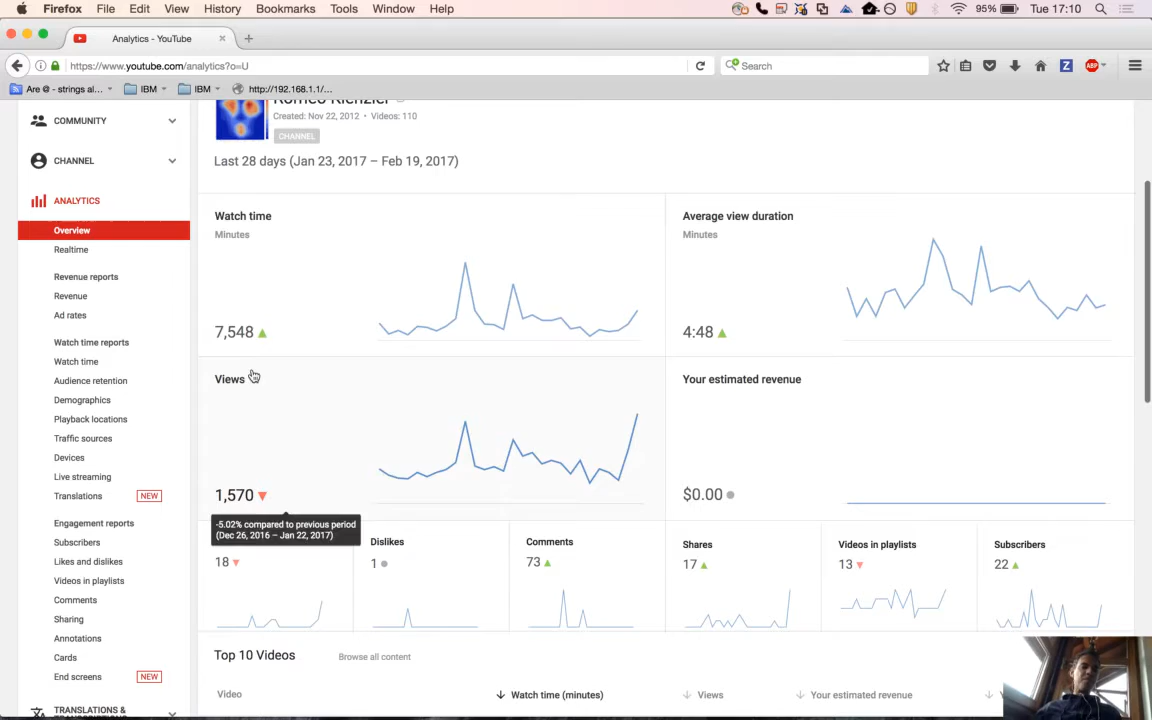 Firefox File Edit View History Bookmarks Tools Window Help 95% Tue 17:10
Analytics - YouTube
https://www.youtube.com/analytics?o=U
Search
Are @ - strings al... IBM IBM http://192.168.1.1/...
Romeo Kienzler
Created: Nov 22, 2012 • Videos: 110
CHANNEL
Last 28 days (Jan 23, 2017 – Feb 19, 2017)
COMMUNITY
CHANNEL
ANALYTICS
Overview
Realtime
Revenue reports
Revenue
Ad rates
Watch time reports
Watch time
Audience retention
Demographics
Playback locations
Traffic sources
Devices
Live streaming
Translations NEW
Engagement reports
Subscribers
Likes and dislikes
Videos in playlists
Comments
Sharing
Annotations
Cards
End screens NEW
TRANSLATIONS &
Watch time
Minutes
7,548
Average view duration
Minutes
4:48
Views
1,570
-5.02% compared to previous period
(Dec 26, 2016 – Jan 22, 2017)
Your estimated revenue
$0.00
18
Dislikes
1
Comments
73
Shares
17
Videos in playlists
13
Subscribers
22
Top 10 Videos Browse all content
Video Watch time (minutes) Views Your estimated revenue